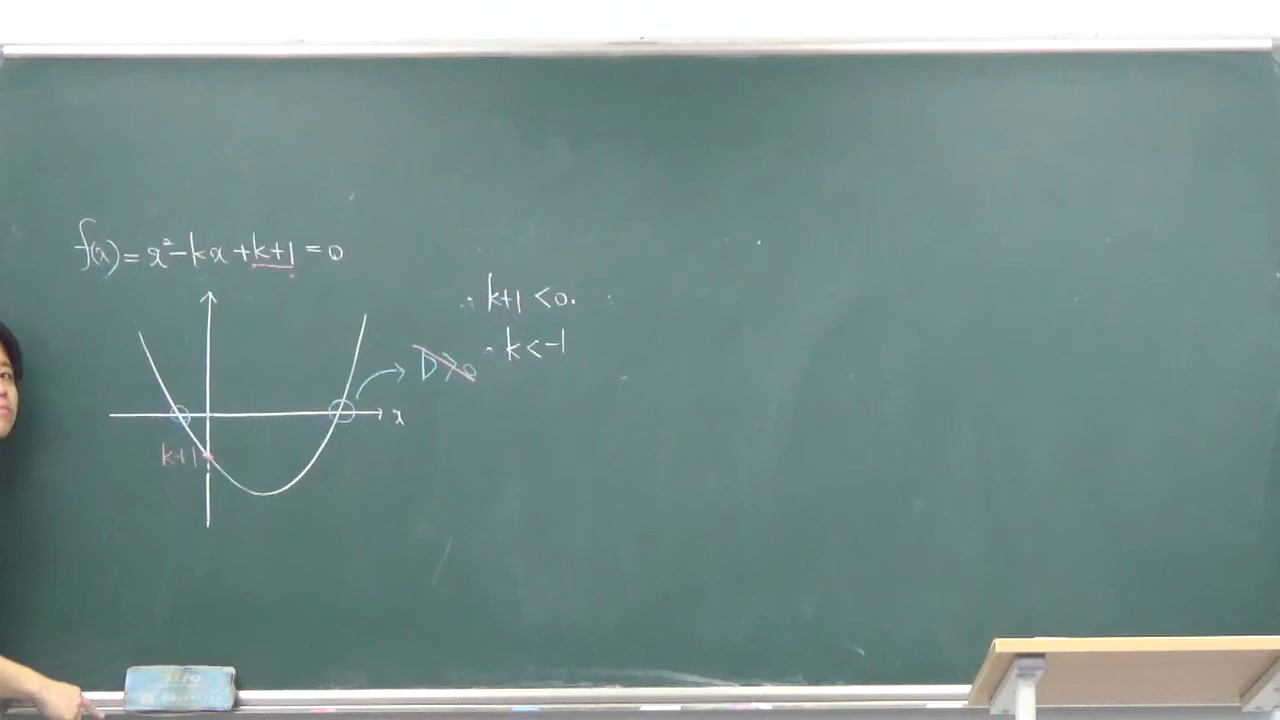 f(x) = x² - kx + k+1 = 0
∴ k+1 < 0.
∴ k < -1
D > 0
x
k+1